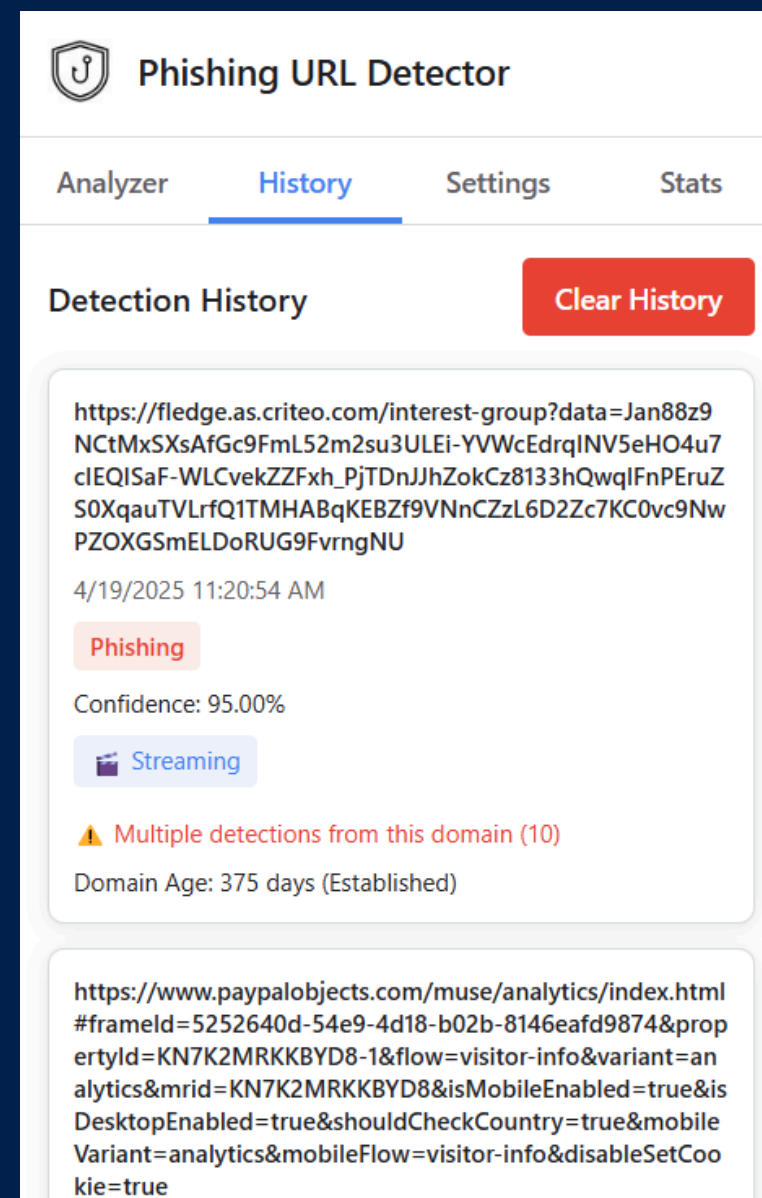 Phishing URL Detector
Analyzer History Settings Stats
Detection History Clear History
https://fledge.as.criteo.com/interest-group?data=Jan88z9
NCtMxSXsAfGc9FmL52m2su3ULEi-YVWcEdrqINV5eHO4u7
clEQISaF-WLCvekZZFxh_PjTDnJJhZokCz8133hQwqIFnPEruZ
S0XqauTVLrfQ1TMHABqKEBZf9VNnCZzL6D2Zc7KC0vc9Nw
PZOXGSmELDoRUG9FvrngNU
4/19/2025 11:20:54 AM
Phishing
Confidence: 95.00%
Streaming
Multiple detections from this domain (10)
Domain Age: 375 days (Established)
https://www.paypalobjects.com/muse/analytics/index.html
#frameId=5252640d-54e9-4d18-b02b-8146eafd9874&prop
ertyId=KN7K2MRKKBYD8-1&flow=visitor-info&variant=an
alytics&mrid=KN7K2MRKKBYD8&isMobileEnabled=true&is
DesktopEnabled=true&shouldCheckCountry=true&mobile
Variant=analytics&mobileFlow=visitor-info&disableSetCoo
kie=true